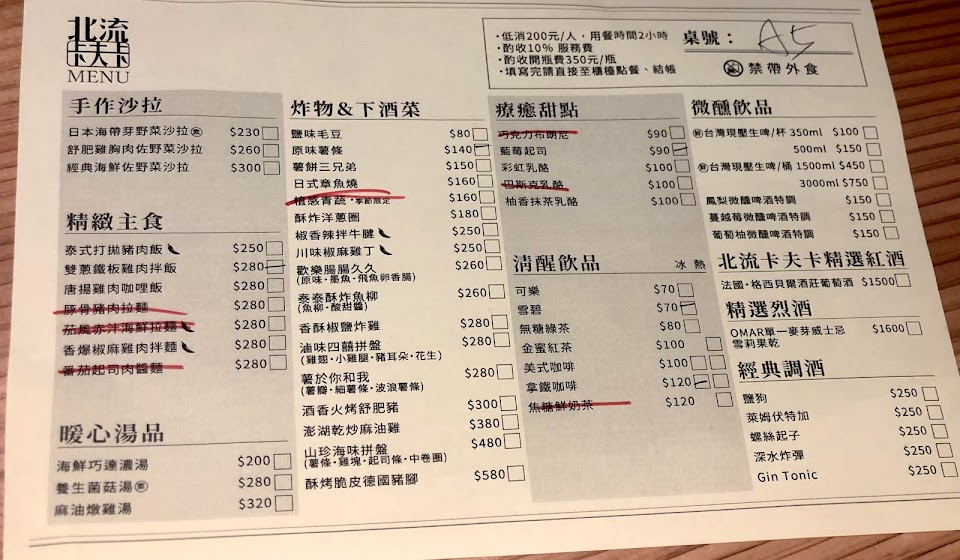 北流
卡夫卡
MENU
・低消200元/人，用餐時間2小時
・酌收10% 服務費
・酌收開瓶費350元/瓶
・填寫完請直接至櫃檯點餐、結帳
桌號： A5
禁帶外食
手作沙拉
日本海帶芽野菜沙拉 $230
舒肥雞胸肉佐野菜沙拉 $260
經典海鮮佐野菜沙拉 $300
精緻主食
泰式打拋豬肉飯 $250
雙蔥鐵板雞肉拌飯 $280
唐揚雞肉咖哩飯 $280
豚骨豬肉拉麵 $280
茄風赤汁海鮮拉麵 $280
香爆椒麻雞肉拌麵 $280
番茄起司肉醬麵 $280
暖心湯品
海鮮巧達濃湯 $200
養生菌菇湯 $280
麻油燉雞湯 $320
炸物&下酒菜
鹽味毛豆 $80
原味薯條 $140
薯餅三兄弟 $150
日式章魚燒 $160
植感青蔬・季節限定 $160
酥炸洋蔥圈 $180
椒香辣拌牛腱 $250
川味椒麻雞丁 $250
歡樂腸腸久久 $260
(原味・墨魚・飛魚卵香腸)
泰泰酥炸魚柳 $260
(魚柳・酸甜醬)
香酥椒鹽炸雞 $280
滷味四囍拼盤 $280
(雞翅・小雞腿・豬耳朵・花生)
薯於你和我 $280
(薯瓣・細薯條・波浪薯條)
酒香火烤舒肥豬 $300
澎湖乾炒麻油雞 $380
山珍海味拼盤 $480
(薯條・雞塊・起司條・中卷圈)
酥烤脆皮德國豬腳 $580
療癒甜點
巧克力布朗尼 $90
藍莓起司 $90
彩虹乳酪 $100
巴斯克乳酪 $100
柚香抹茶乳酪 $100
清醒飲品 冰 熱
可樂 $70
雪碧 $70
無糖綠茶 $80
金蜜紅茶 $100
美式咖啡 $100
拿鐵咖啡 $120
焦糖鮮奶茶 $120
微醺飲品
台灣現壓生啤/杯 350ml $100
500ml $150
台灣現壓生啤/桶 1500ml $450
3000ml $750
鳳梨微醺啤酒特調 $150
蔓越莓微醺啤酒特調 $150
葡萄柚微醺啤酒特調 $150
北流卡夫卡精選紅酒
法國・格西貝爾酒莊葡萄酒 $1500
精選烈酒
OMAR單一麥芽威士忌 $1600
雪莉果乾
經典調酒
鹽狗 $250
萊姆伏特加 $250
螺絲起子 $250
深水炸彈 $250
Gin Tonic $250